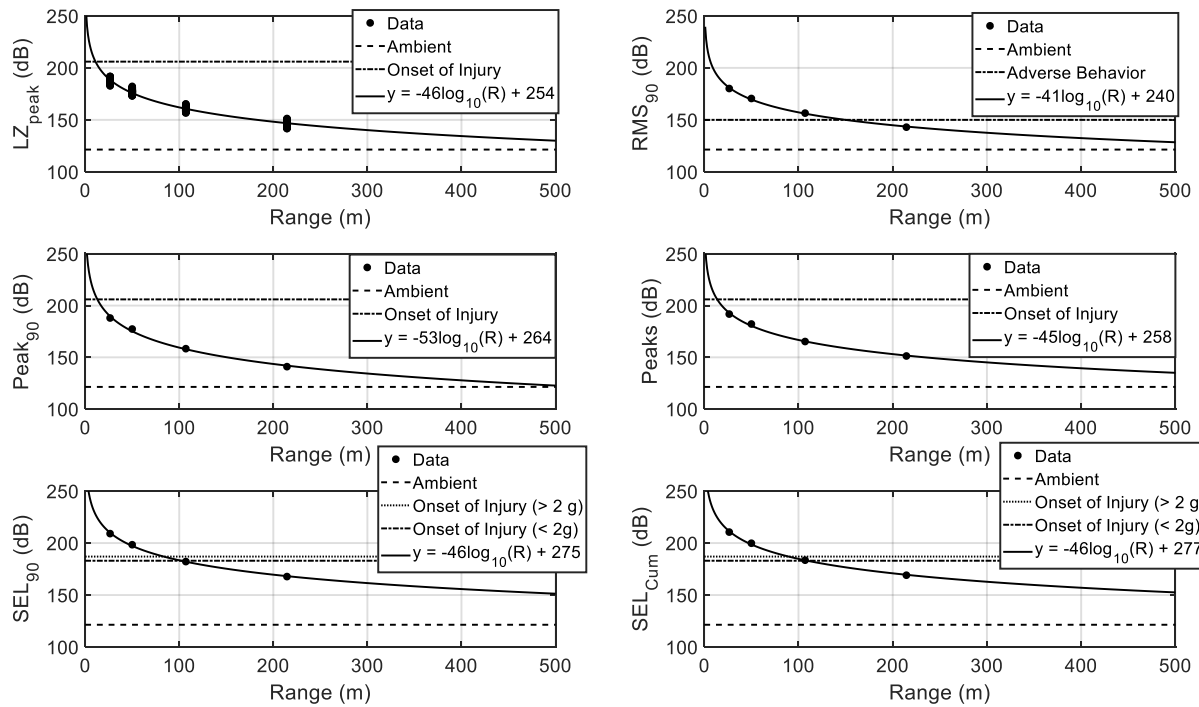 250
200
150
100
LZpeak (dB)
0 100 200 300 400 500
Range (m)
Data
Ambient
Onset of Injury
y = -46log10(R) + 254
250
200
150
100
RMS90 (dB)
0 100 200 300 400 500
Range (m)
Data
Ambient
Adverse Behavior
y = -41log10(R) + 240
250
200
150
100
Peak90 (dB)
0 100 200 300 400 500
Range (m)
Data
Ambient
Onset of Injury
y = -53log10(R) + 264
250
200
150
100
Peaks (dB)
0 100 200 300 400 500
Range (m)
Data
Ambient
Onset of Injury
y = -45log10(R) + 258
250
200
150
100
SEL90 (dB)
0 100 200 300 400 500
Range (m)
Data
Ambient
Onset of Injury (> 2 g)
Onset of Injury (< 2g)
y = -46log10(R) + 275
250
200
150
100
SELCum (dB)
0 100 200 300 400 500
Range (m)
Data
Ambient
Onset of Injury (> 2 g
Onset of Injury (< 2g)
y = -46log10(R) + 277